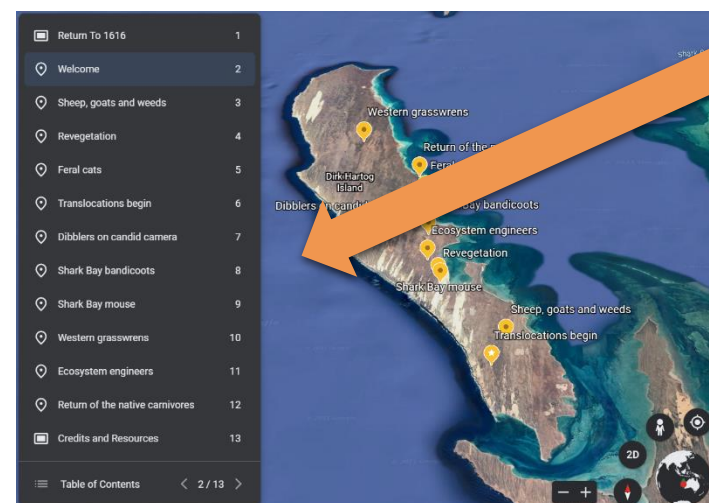 Return To 1616 1
Welcome 2
Sheep, goats and weeds 3
Revegetation 4
Feral cats 5
Translocations begin 6
Dibblers on candid camera 7
Shark Bay bandicoots 8
Shark Bay mouse 9
Western grasswrens 10
Ecosystem engineers 11
Return of the native carnivores 12
Credits and Resources 13
Table of Contents 2 / 13
Western grasswrens
Return of the
Feral
Dirk Hartog
Island
Dibblers on
Bay bandicoots
Ecosystem engineers
Revegetation
Shark Bay mouse
Sheep, goats and weeds
Translocations begin
2D